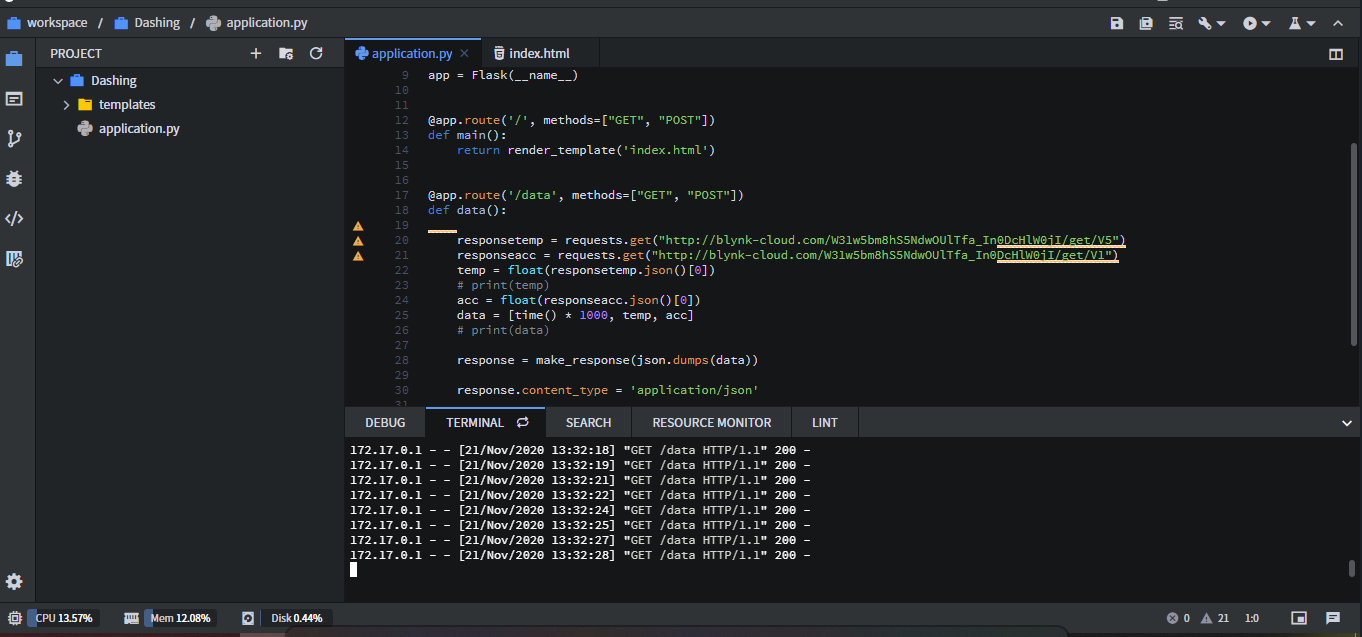 workspace / Dashing / application.py
PROJECT
Dashing
templates
application.py
application.py × index.html
9 app = Flask(__name__)
10
11
12 @app.route('/', methods=["GET", "POST"])
13 def main():
14 return render_template('index.html')
15
16
17 @app.route('/data', methods=["GET", "POST"])
18 def data():
19
20 responsetemp = requests.get("http://blynk-cloud.com/W31w5bm8hS5NdwOUlTfa_In0DcHlW0jI/get/V5")
21 responseacc = requests.get("http://blynk-cloud.com/W31w5bm8hS5NdwOUlTfa_In0DcHlW0jI/get/V1")
22 temp = float(responsetemp.json()[0])
23 # print(temp)
24 acc = float(responseacc.json()[0])
25 data = [time() * 1000, temp, acc]
26 # print(data)
27
28 response = make_response(json.dumps(data))
29
30 response.content_type = 'application/json'
31
DEBUG TERMINAL SEARCH RESOURCE MONITOR LINT
172.17.0.1 - - [21/Nov/2020 13:32:18] "GET /data HTTP/1.1" 200 -
172.17.0.1 - - [21/Nov/2020 13:32:19] "GET /data HTTP/1.1" 200 -
172.17.0.1 - - [21/Nov/2020 13:32:21] "GET /data HTTP/1.1" 200 -
172.17.0.1 - - [21/Nov/2020 13:32:22] "GET /data HTTP/1.1" 200 -
172.17.0.1 - - [21/Nov/2020 13:32:24] "GET /data HTTP/1.1" 200 -
172.17.0.1 - - [21/Nov/2020 13:32:25] "GET /data HTTP/1.1" 200 -
172.17.0.1 - - [21/Nov/2020 13:32:27] "GET /data HTTP/1.1" 200 -
172.17.0.1 - - [21/Nov/2020 13:32:28] "GET /data HTTP/1.1" 200 -
CPU 13.57% Mem 12.08% Disk 0.44% 0 21 1:0